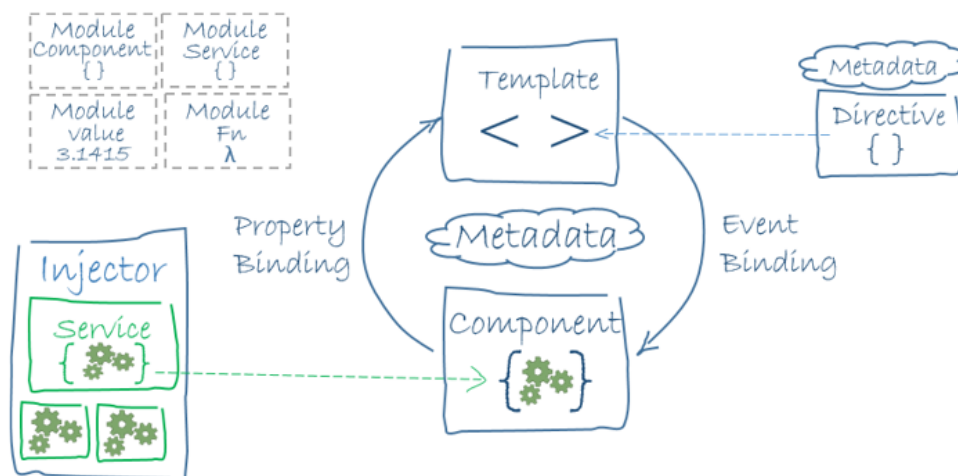 Module
Component
{ }
Module
Service
{ }
Module
value
3.1415
Module
Fn
λ
Template
< >
Metadata
Directive
{ }
Property
Binding
Metadata
Event
Binding
Injector
Service
{ }
Component
{ }